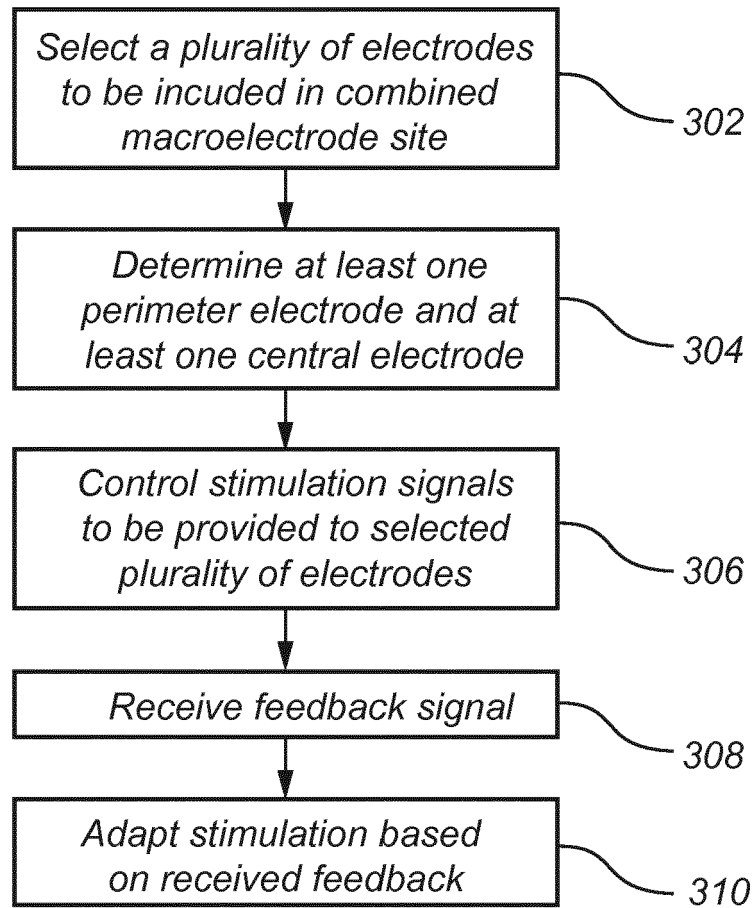 Select a plurality of electrodes
to be incuded in combined
macroelectrode site
302
Determine at least one
perimeter electrode and at
least one central electrode
304
Control stimulation signals
to be provided to selected
plurality of electrodes
306
Receive feedback signal
308
Adapt stimulation based
on received feedback
310